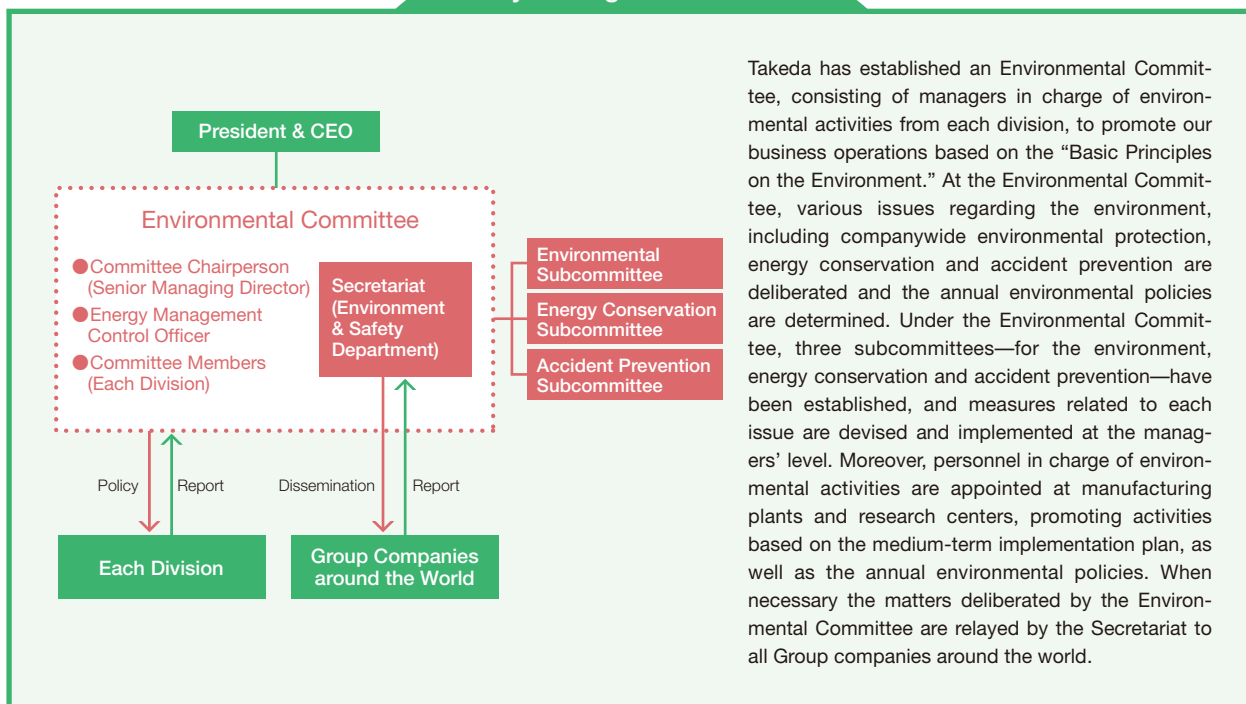 President & CEO
Environmental Committee
●Committee Chairperson
(Senior Managing Director)
●Energy Management
Control Officer
●Committee Members
(Each Division)
Secretariat
(Environment
& Safety
Department)
Environmental
Subcommittee
Energy Conservation
Subcommittee
Accident Prevention
Subcommittee
Policy
Report
Dissemination
Report
Each Division
Group Companies
around the World
Takeda has established an Environmental Commit-
tee, consisting of managers in charge of environ-
mental activities from each division, to promote our
business operations based on the “Basic Principles
on the Environment.” At the Environmental Commit-
tee, various issues regarding the environment,
including companywide environmental protection,
energy conservation and accident prevention are
deliberated and the annual environmental policies
are determined. Under the Environmental Commit-
tee, three subcommittees—for the environment,
energy conservation and accident prevention—have
been established, and measures related to each
issue are devised and implemented at the manag-
ers’ level. Moreover, personnel in charge of environ-
mental activities are appointed at manufacturing
plants and research centers, promoting activities
based on the medium-term implementation plan, as
well as the annual environmental policies. When
necessary the matters deliberated by the Environ-
mental Committee are relayed by the Secretariat to
all Group companies around the world.